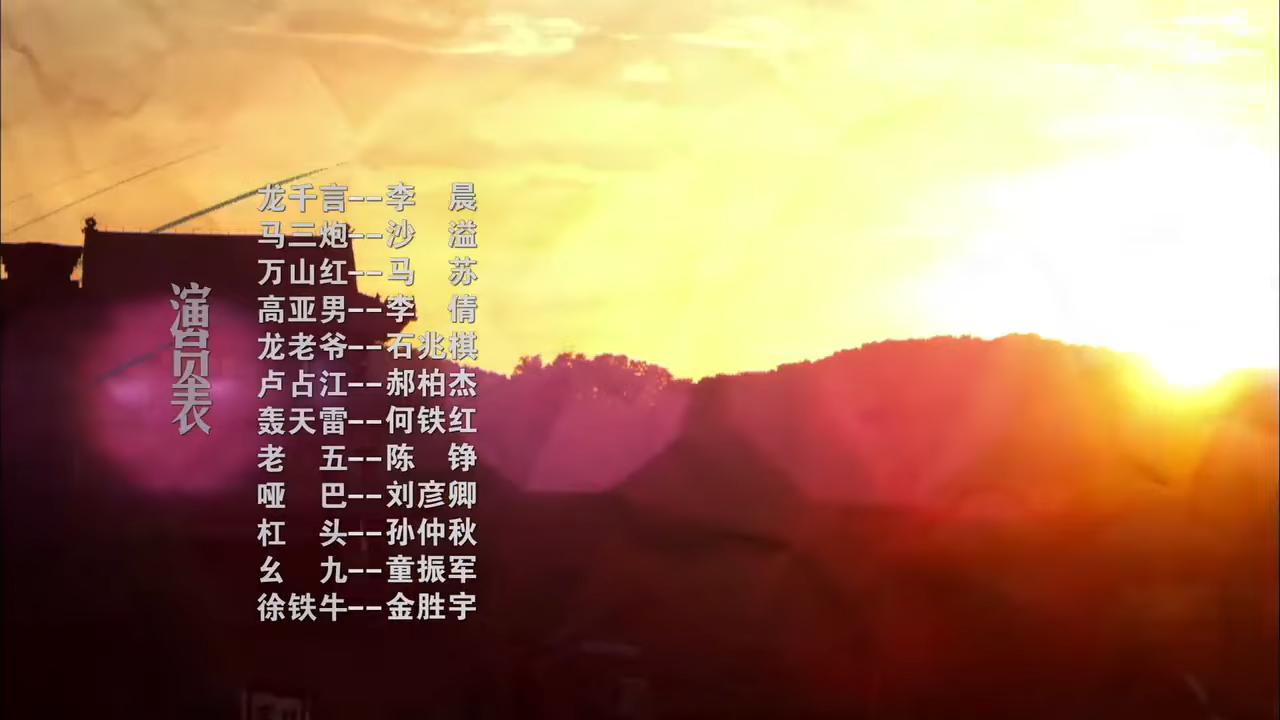 演员表
龙千言--李　晨
马三炮--沙　溢
万山红--马　苏
高亚男--李　倩
龙老爷--石兆棋
卢占江--郝柏杰
轰天雷--何铁红
老　五--陈　铮
哑　巴--刘彦卿
杠　头--孙仲秋
幺　九--童振军
徐铁牛--金胜宇